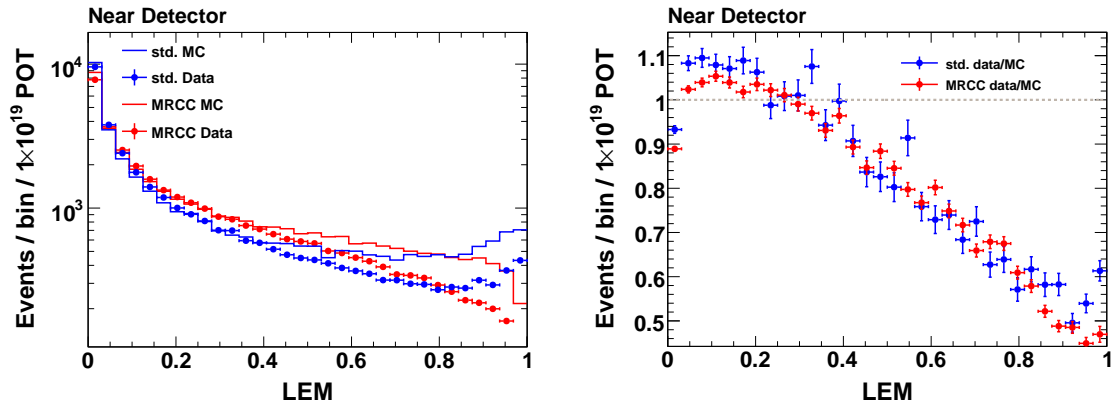 Near Detector
Events / bin / 1×10¹⁹ POT
10⁴
10³
std. MC
std. Data
MRCC MC
MRCC Data
0 0.2 0.4 0.6 0.8 1
LEM
Near Detector
Events / bin / 1×10¹⁹ POT
1.1
1
0.9
0.8
0.7
0.6
0.5
std. data/MC
MRCC data/MC
0 0.2 0.4 0.6 0.8 1
LEM